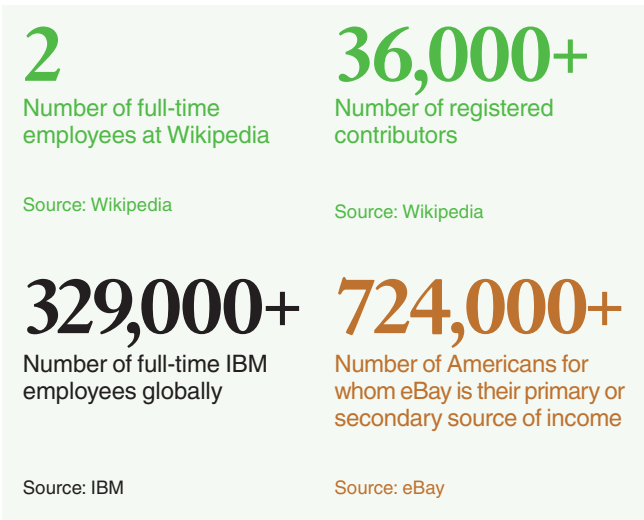 2
Number of full-time
employees at Wikipedia
Source: Wikipedia
36,000+
Number of registered
contributors
Source: Wikipedia
329,000+
Number of full-time IBM
employees globally
Source: IBM
724,000+
Number of Americans for
whom eBay is their primary or
secondary source of income
Source: eBay